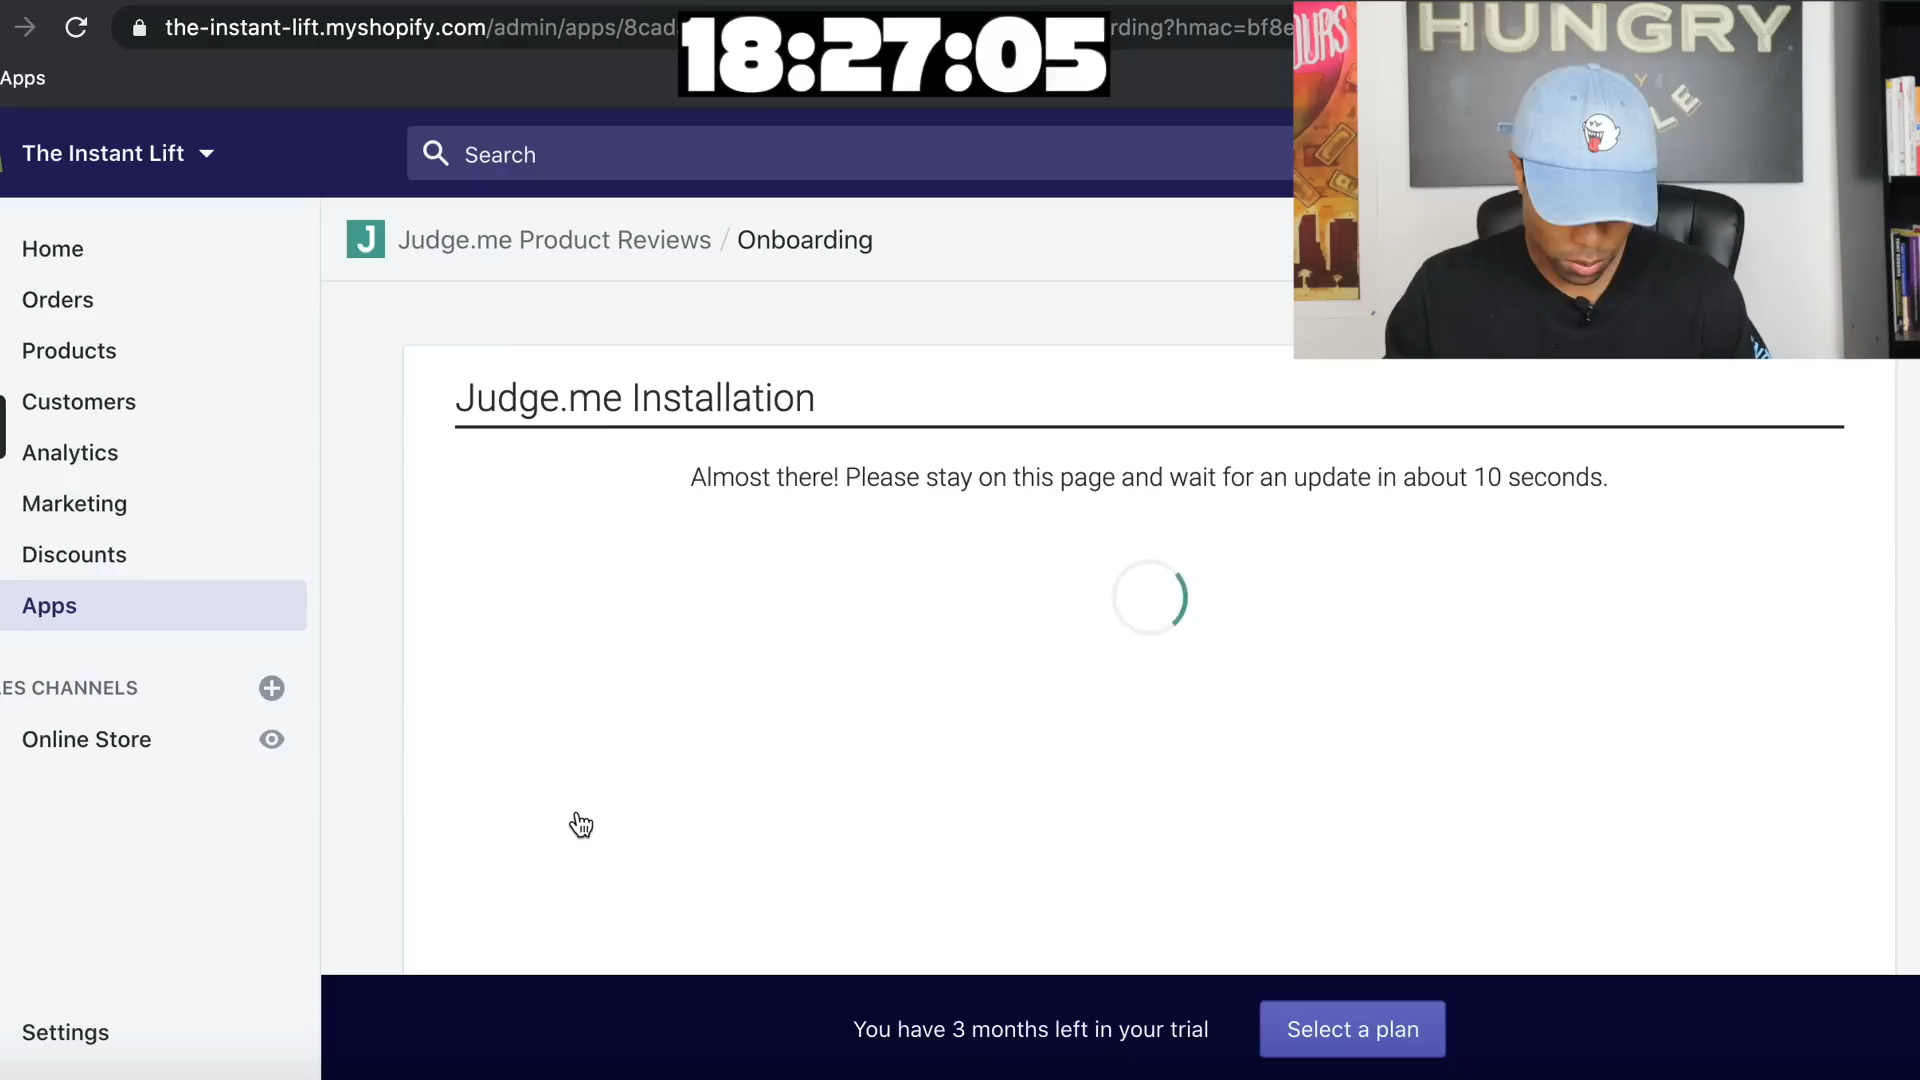 the-instant-lift.myshopify.com/admin/apps/8cad
rding?hmac=bf8e
18:27:05
Apps
HUNGRY
The Instant Lift
Search
Home
Orders
Products
Customers
Analytics
Marketing
Discounts
Apps
ES CHANNELS
Online Store
Settings
J Judge.me Product Reviews / Onboarding
Judge.me Installation
Almost there! Please stay on this page and wait for an update in about 10 seconds.
You have 3 months left in your trial
Select a plan